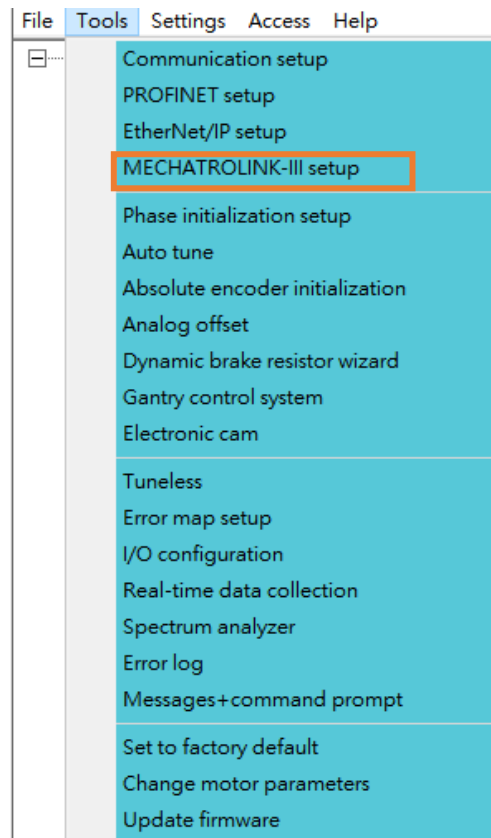 File Tools Settings Access Help
Communication setup
PROFINET setup
EtherNet/IP setup
MECHATROLINK-III setup
Phase initialization setup
Auto tune
Absolute encoder initialization
Analog offset
Dynamic brake resistor wizard
Gantry control system
Electronic cam
Tuneless
Error map setup
I/O configuration
Real-time data collection
Spectrum analyzer
Error log
Messages+command prompt
Set to factory default
Change motor parameters
Update firmware